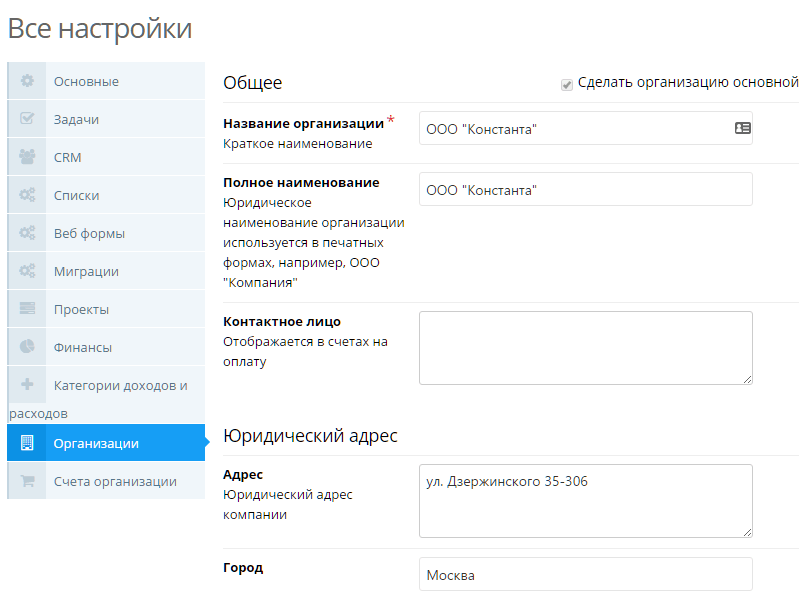 Все настройки
Основные
Задачи
CRM
Списки
Веб формы
Миграции
Проекты
Финансы
Категории доходов и
расходов
Организации
Счета организации
Общее
Сделать организацию основной
Название организации *
Краткое наименование
ООО "Константа"
Полное наименование
Юридическое
наименование организации
используется в печатных
формах, например, ООО
"Компания"
ООО "Константа"
Контактное лицо
Отображается в счетах на
оплату
Юридический адрес
Адрес
Юридический адрес
компании
ул. Дзержинского 35-306
Город
Москва